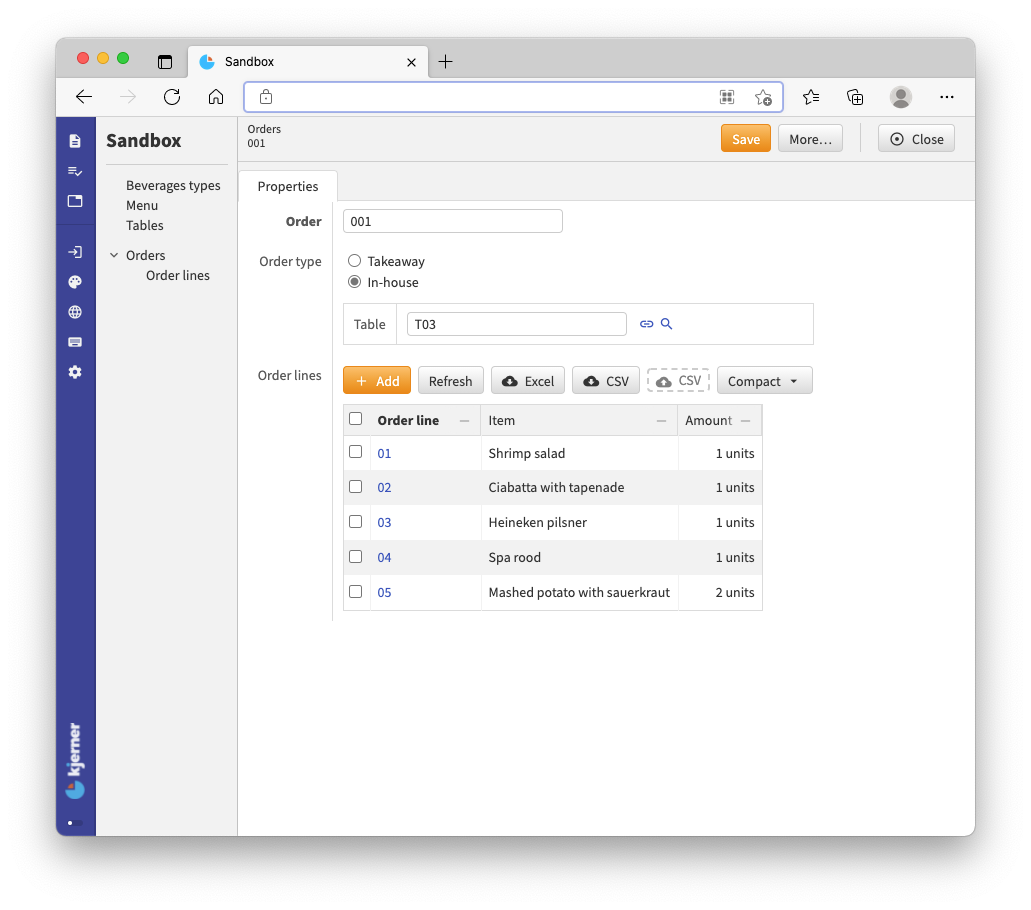 Sandbox
Sandbox
Beverages types
Menu
Tables
Orders
Order lines
Orders
001
Save
More...
Close
Properties
Order
001
Order type
Takeaway
In-house
Table
T03
Order lines
Add
Refresh
Excel
CSV
CSV
Compact
Order line Item Amount
01 Shrimp salad 1 units
02 Ciabatta with tapenade 1 units
03 Heineken pilsner 1 units
04 Spa rood 1 units
05 Mashed potato with sauerkraut 2 units
kjerner